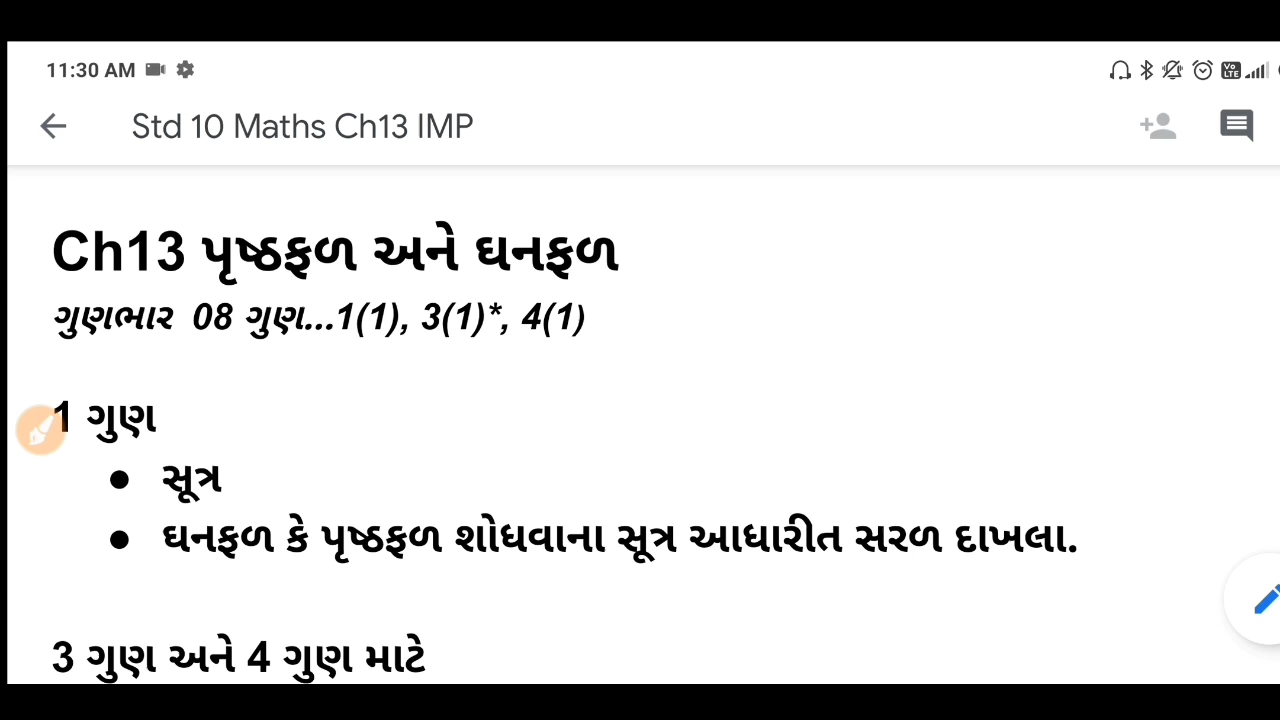 11:30 AM
Std 10 Maths Ch13 IMP
Ch13 પૃષ્ઠફળ અને ઘનફળ
ગુણભાર 08 ગુણ...1(1), 3(1)*, 4(1)
1 ગુણ
● સૂત્ર
● ઘનફળ કે પૃષ્ઠફળ શોધવાના સૂત્ર આધારીત સરળ દાખલા.
3 ગુણ અને 4 ગુણ માટે